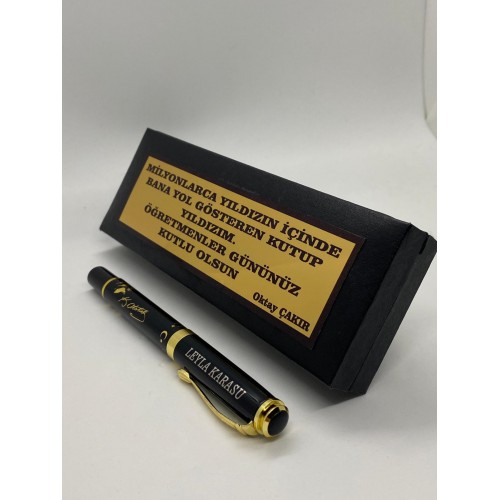 MİLYONLARCA YILDIZIN İÇİNDE
BANA YOL GÖSTEREN KUTUP
YILDIZIM.
ÖĞRETMENLER GÜNÜNÜZ
KUTLU OLSUN
Oktay ÇAKIR
LEYLA KARASU